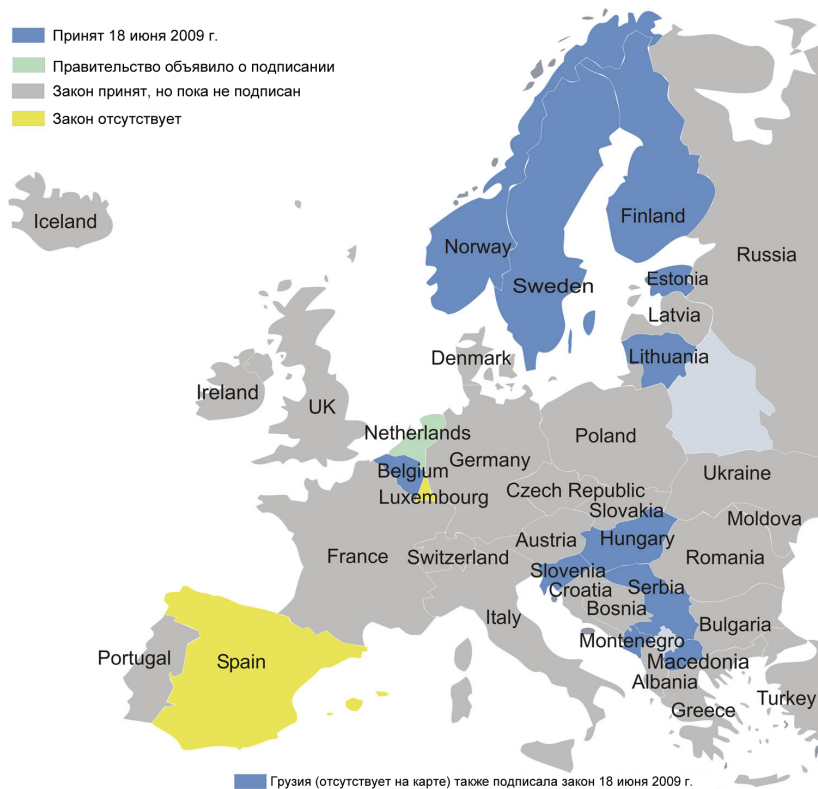 Принят 18 июня 2009 г.
Правительство объявило о подписании
Закон принят, но пока не подписан
Закон отсутствует
Iceland
Finland
Norway
Russia
Estonia
Sweden
Latvia
Lithuania
Denmark
Ireland
UK
Netherlands
Poland
Germany
Belgium
Ukraine
Luxembourg
Czech Republic
Slovakia
Moldova
Austria
Hungary
France
Switzerland
Romania
Slovenia
Croatia
Serbia
Bosnia
Italy
Bulgaria
Montenegro
Portugal
Spain
Macedonia
Albania
Turkey
Greece
Грузия (отсутствует на карте) также подписала закон 18 июня 2009 г.